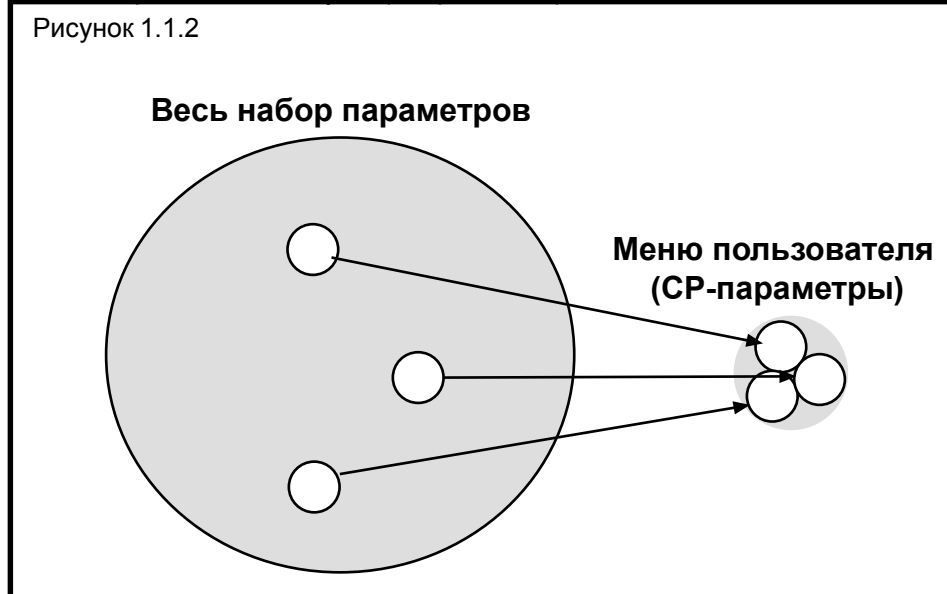 Рисунок 1.1.2
Весь набор параметров
Меню пользователя
(СР-параметры)